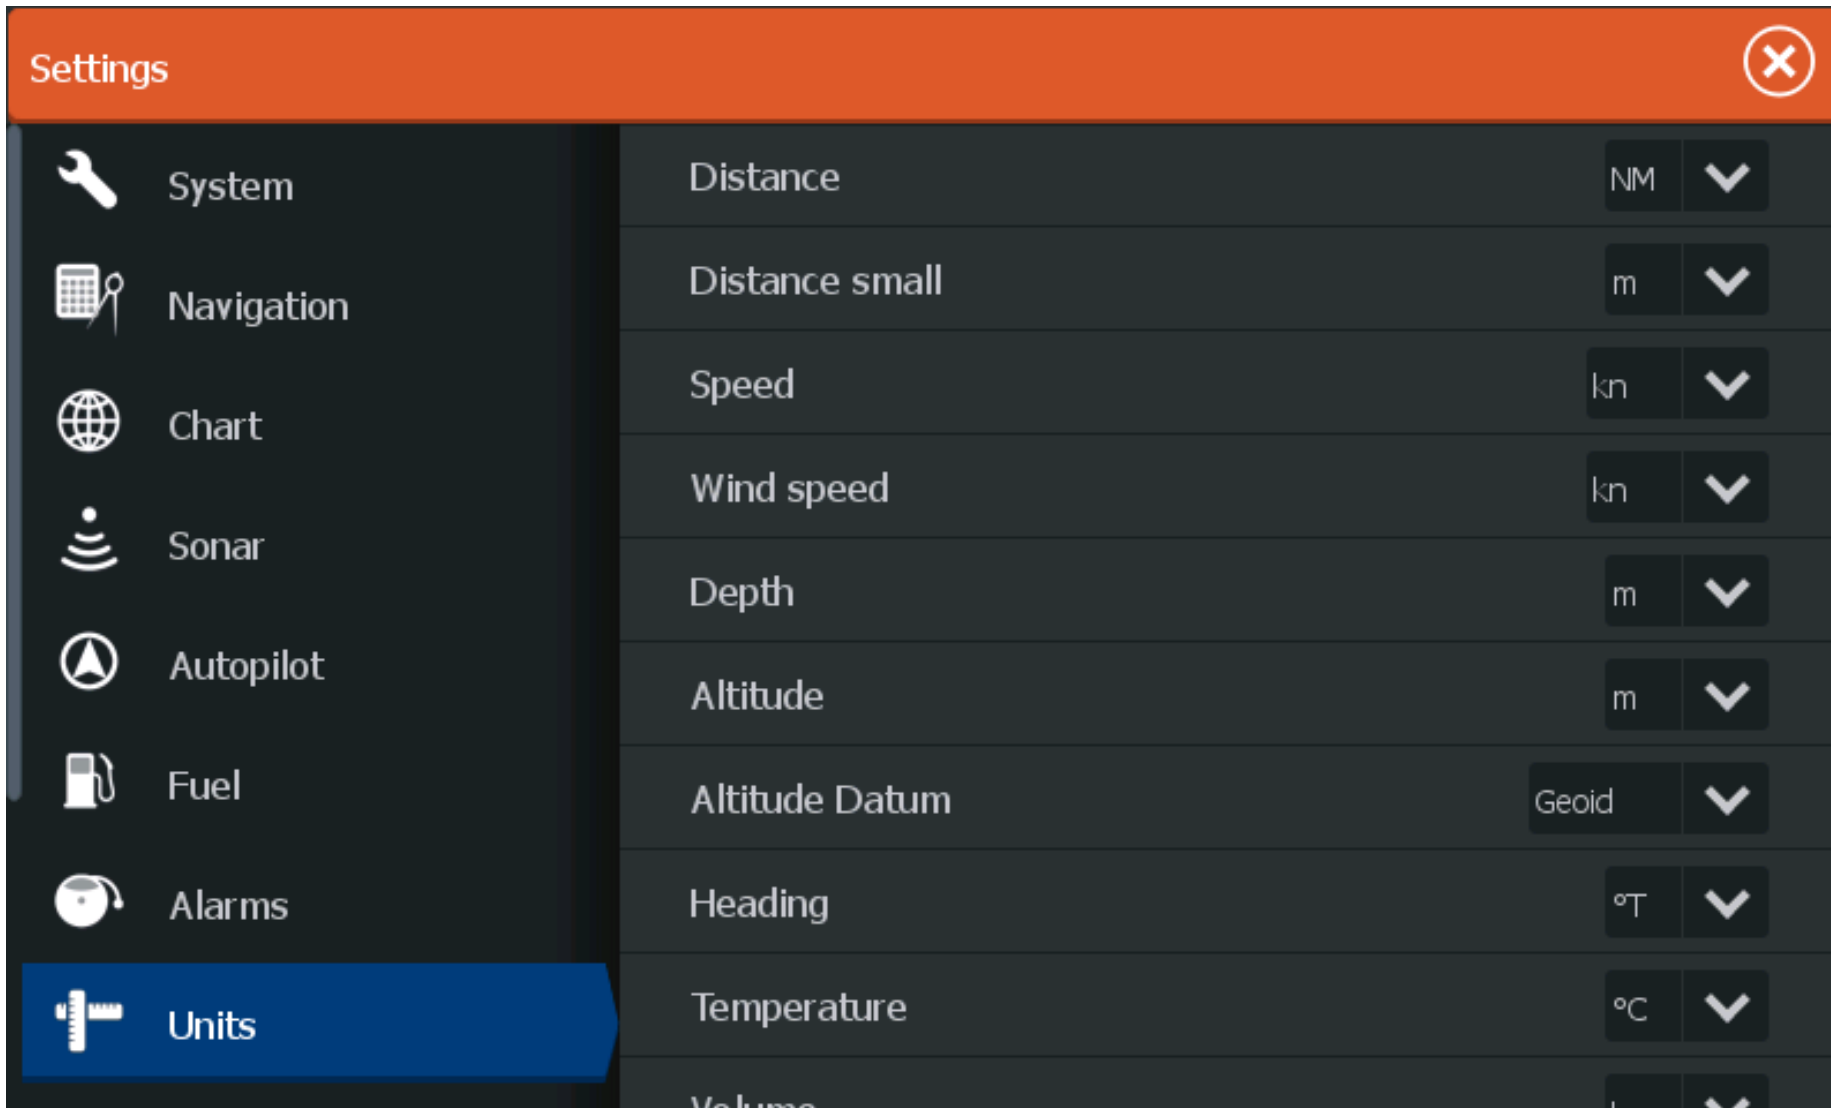 Settings
System
Navigation
Chart
Sonar
Autopilot
Fuel
Alarms
Units
Distance NM
Distance small m
Speed kn
Wind speed kn
Depth m
Altitude m
Altitude Datum Geoid
Heading °T
Temperature °C
Volume